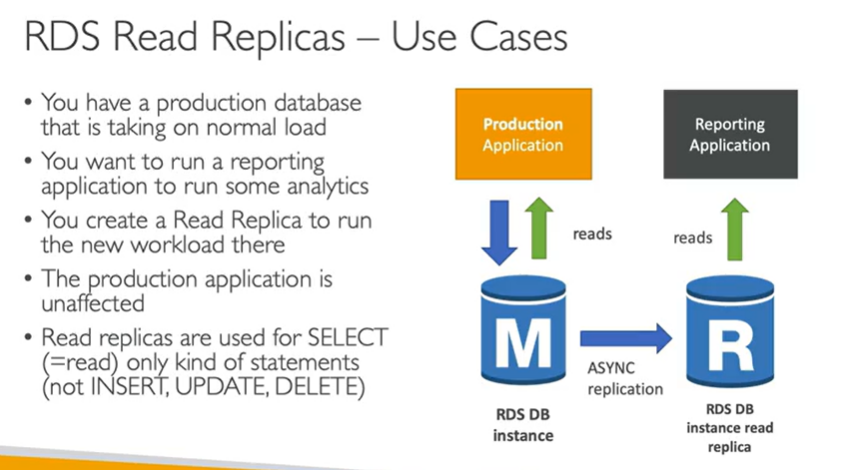 RDS Read Replicas – Use Cases
• You have a production database
that is taking on normal load
• You want to run a reporting
application to run some analytics
• You create a Read Replica to run
the new workload there
• The production application is
unaffected
• Read replicas are used for SELECT
(=read) only kind of statements
(not INSERT, UPDATE, DELETE)
Production
Application
Reporting
Application
reads
reads
M
R
ASYNC
replication
RDS DB
instance
RDS DB
instance read
replica